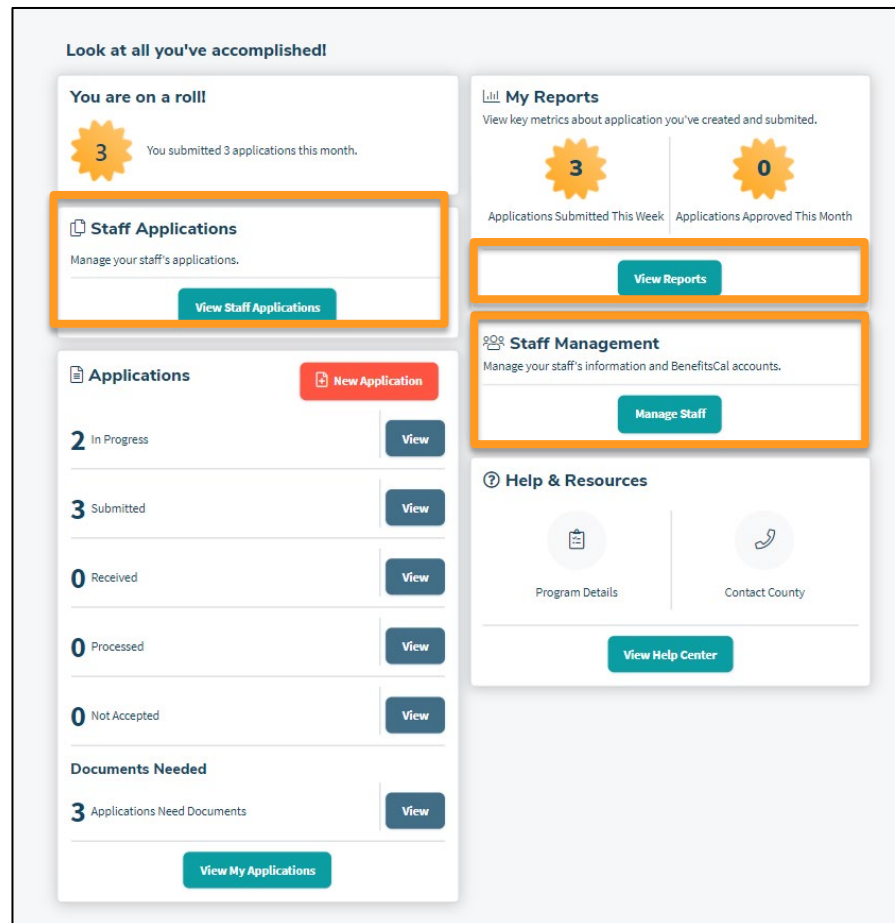 Look at all you've accomplished!
You are on a roll!
3
You submitted 3 applications this month.
Staff Applications
Manage your staff's applications.
View Staff Applications
Applications
New Application
2 In Progress
View
3 Submitted
View
0 Received
View
0 Processed
View
0 Not Accepted
View
Documents Needed
3 Applications Need Documents
View
View My Applications
My Reports
View key metrics about application you've created and submited.
3
0
Applications Submitted This Week
Applications Approved This Month
View Reports
Staff Management
Manage your staff's information and BenefitsCal accounts.
Manage Staff
Help & Resources
Program Details
Contact County
View Help Center